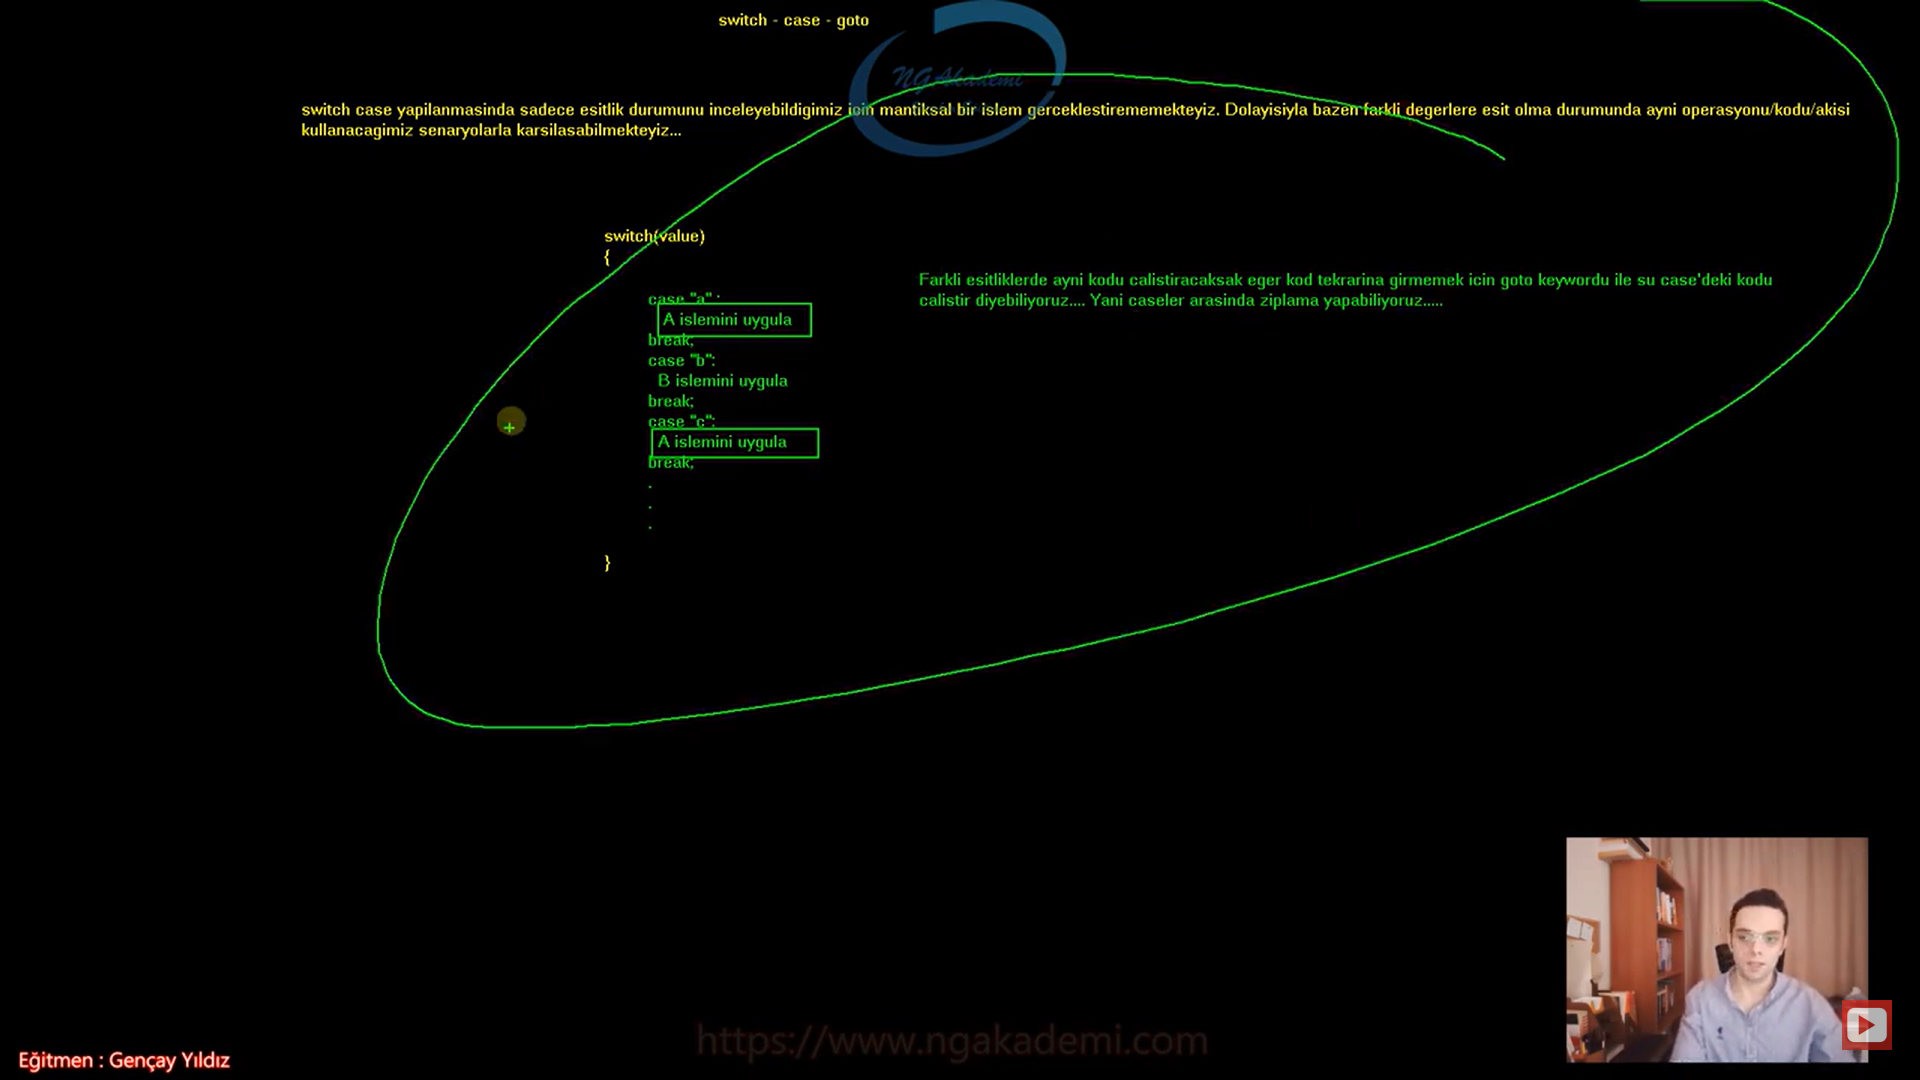 switch - case - goto
NGAkademi
switch case yapilanmasinda sadece esitlik durumunu inceleyebildigimiz icin mantiksal bir islem gerceklestirememekteyiz. Dolayisiyla bazen farkli degerlere esit olma durumunda ayni operasyonu/kodu/akisi
kullanacagimiz senaryolarla karsilasabilmekteyiz...
switch(value)
{
case "a" :
A islemini uygula
break;
case "b":
B islemini uygula
break;
case "c":
A islemini uygula
break;
.
.
.
}
Farkli esitliklerde ayni kodu calistiracaksak eger kod tekrarina girmemek icin goto keywordu ile su case'deki kodu
calistir diyebiliyoruz.... Yani caseler arasinda ziplama yapabiliyoruz.....
https://www.ngakademi.com
Eğitmen : Gençay Yıldız